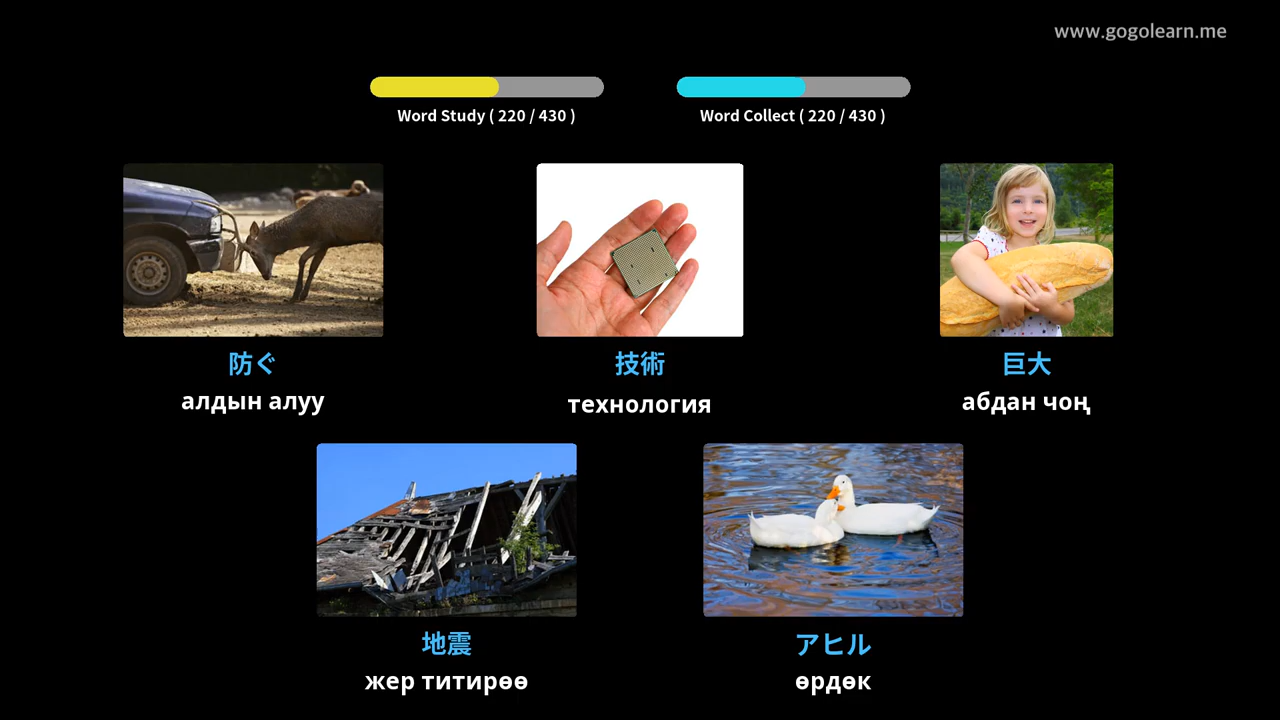 www.gogolearn.me
Word Study ( 220 / 430 )
Word Collect ( 220 / 430 )
防ぐ
алдын алуу
技術
технология
巨大
абдан чоң
地震
жер титирөө
アヒル
өрдөк